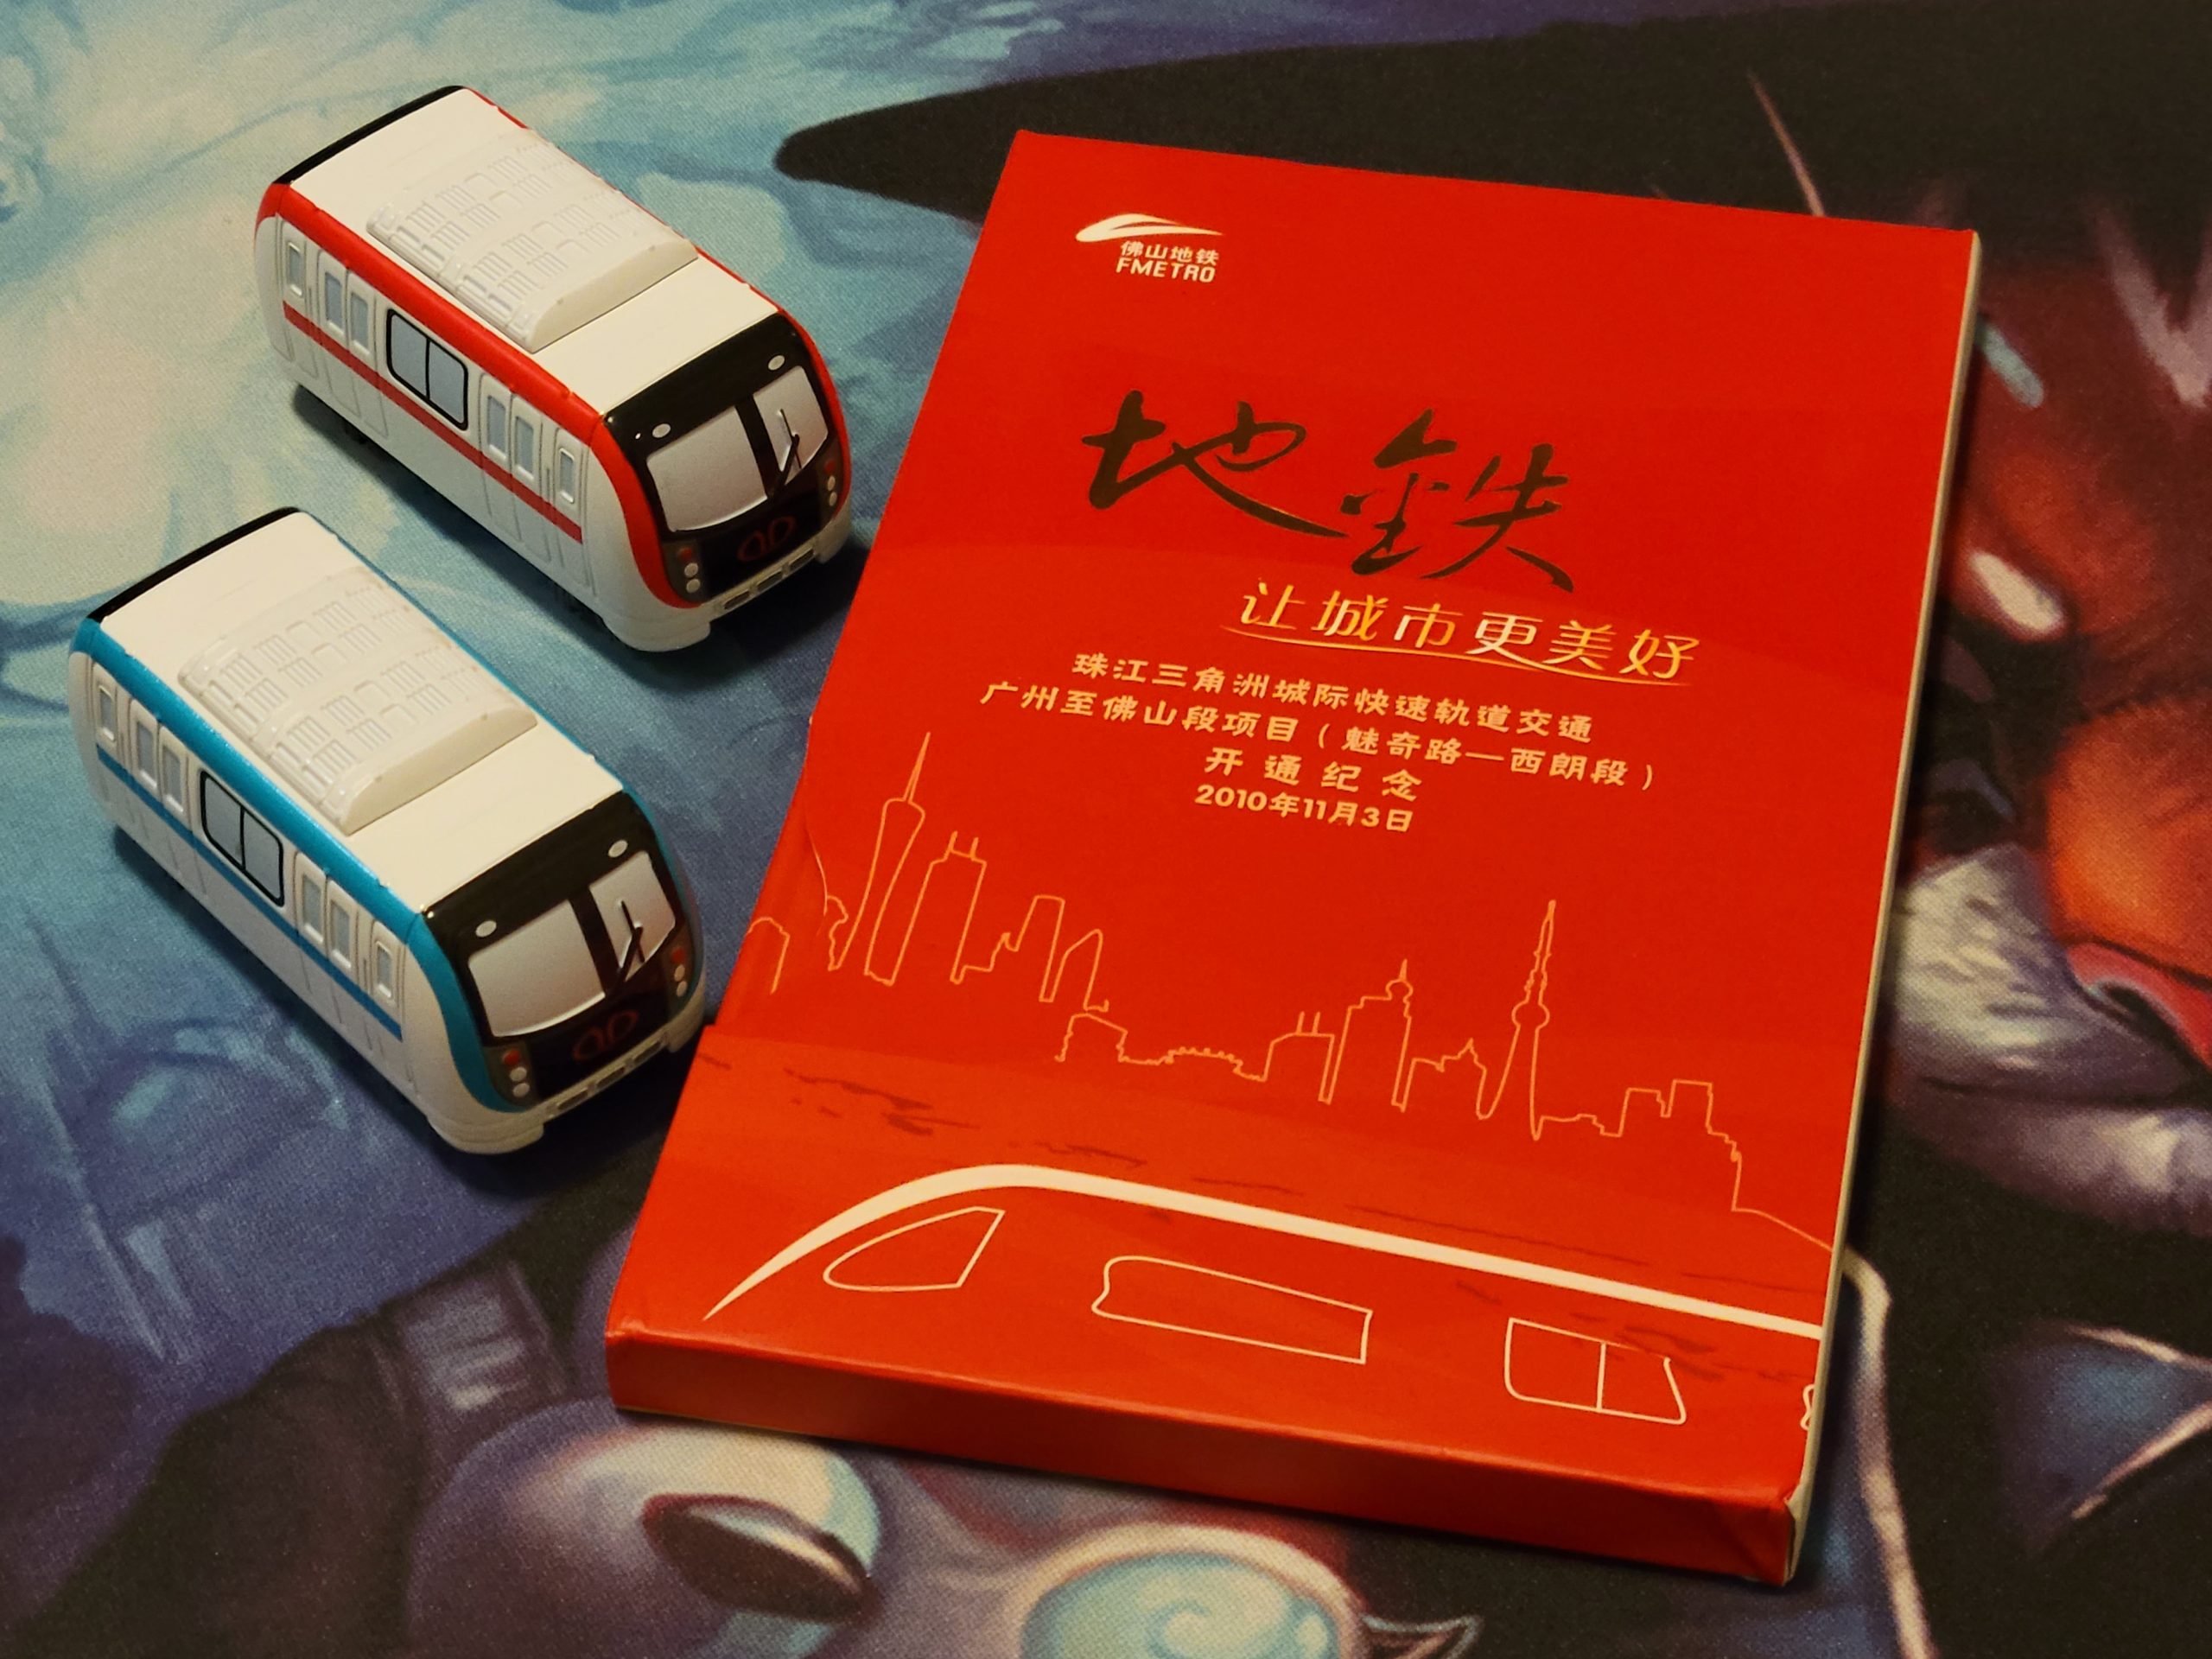 佛山地铁
FMETRO
地铁
让城市更美好
珠江三角洲城际快速轨道交通
广州至佛山段项目（魅奇路—西朗段）
开通纪念
2010年11月3日